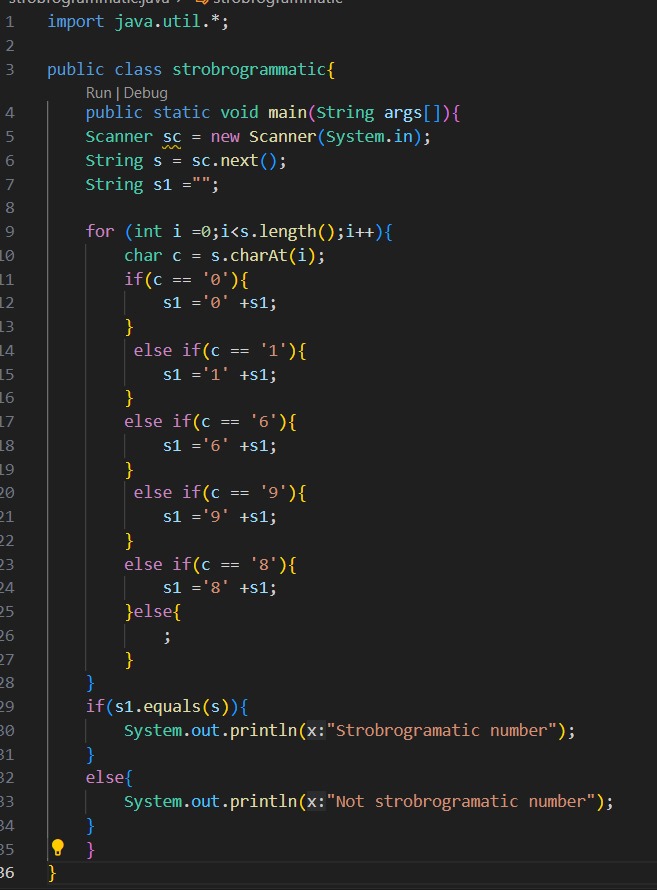 strobrogrammatic.java > strobrogrammatic
1 import java.util.*;
2
3 public class strobrogrammatic{
Run | Debug
4 public static void main(String args[]){
5 Scanner sc = new Scanner(System.in);
6 String s = sc.next();
7 String s1 ="";
8
9 for (int i =0;i<s.length();i++){
10 char c = s.charAt(i);
11 if(c == '0'){
12 s1 ='0' +s1;
13 }
14 else if(c == '1'){
15 s1 ='1' +s1;
16 }
17 else if(c == '6'){
18 s1 ='6' +s1;
19 }
20 else if(c == '9'){
21 s1 ='9' +s1;
22 }
23 else if(c == '8'){
24 s1 ='8' +s1;
25 }else{
26 ;
27 }
28 }
29 if(s1.equals(s)){
30 System.out.println(x:"Strobrogramatic number");
31 }
32 else{
33 System.out.println(x:"Not strobrogramatic number");
34 }
35 }
36 }